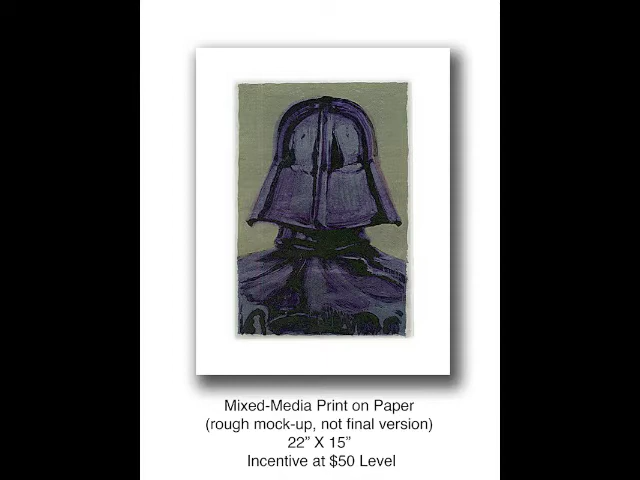 Mixed-Media Print on Paper
(rough mock-up, not final version)
22” X 15”
Incentive at $50 Level